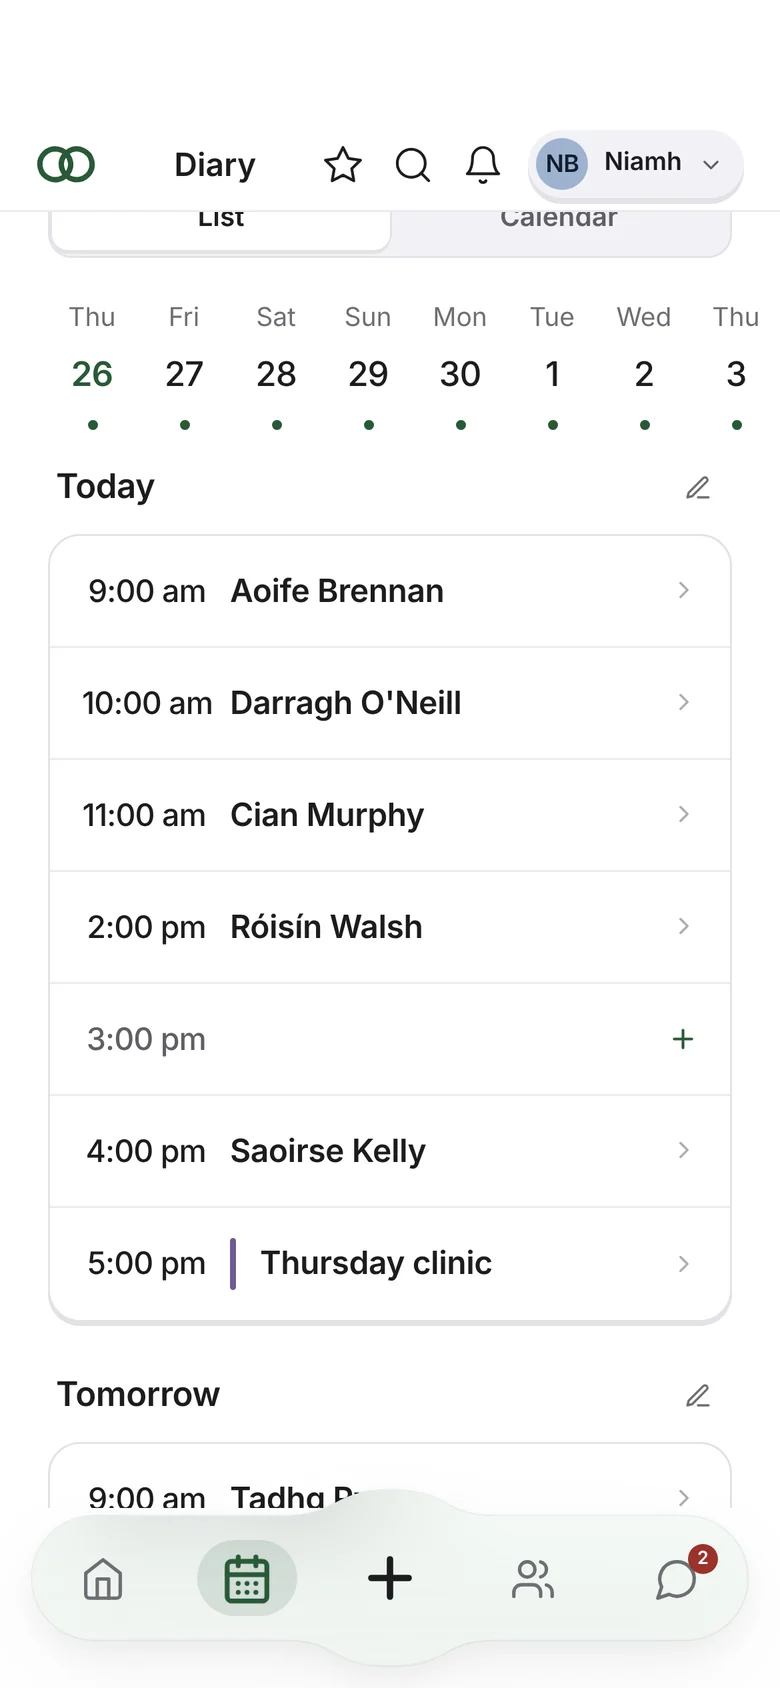 Diary
NB Niamh
List Calendar
Thu Fri Sat Sun Mon Tue Wed Thu
26 27 28 29 30 1 2 3
Today
9:00 am Aoife Brennan
10:00 am Darragh O'Neill
11:00 am Cian Murphy
2:00 pm Róisín Walsh
3:00 pm
4:00 pm Saoirse Kelly
5:00 pm Thursday clinic
Tomorrow
9:00 am Tadhg
2